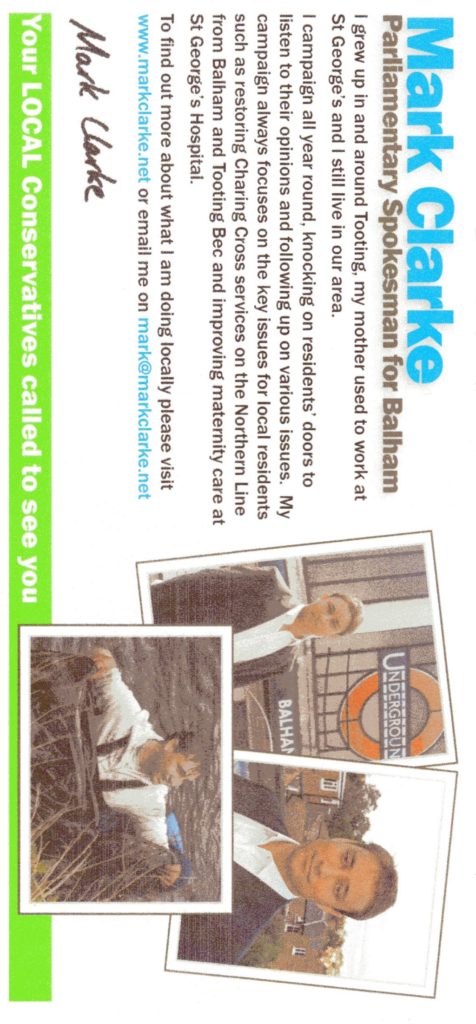 Mark Clarke
Parliamentary Spokesman for Balham
I grew up in and around Tooting, my mother used to work at
St George's and I still live in our area.
I campaign all year round, knocking on residents' doors to
listen to their opinions and following up on various issues. My
campaign always focuses on the key issues for local residents
such as restoring Charing Cross services on the Northern Line
from Balham and Tooting Bec and improving maternity care at
St George's Hospital.
To find out more about what I am doing locally please visit
www.markclarke.net or email me on mark@markclarke.net
Mark Clarke
Your LOCAL Conservatives called to see you
UNDERGROUND
BALHAM